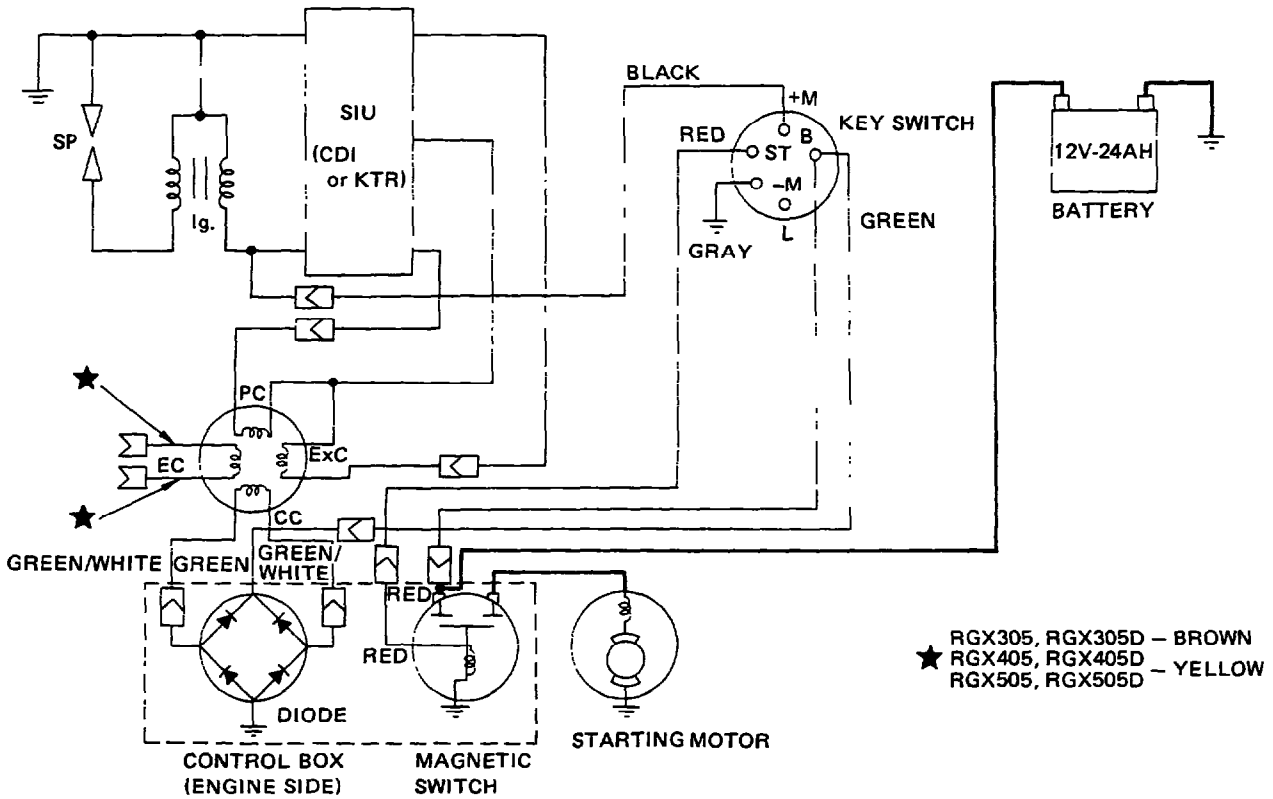 SIU
(CDI
or KTR)
SP
Ig.
BLACK
+M
RED
B
ST
KEY SWITCH
–M
L
GRAY
GREEN
12V-24AH
BATTERY
PC
ExC
EC
CC
GREEN/WHITE
GREEN
GREEN/
WHITE
RED
RED
DIODE
STARTING MOTOR
CONTROL BOX
(ENGINE SIDE)
MAGNETIC
SWITCH
★ RGX305, RGX305D – BROWN
RGX405, RGX405D
RGX505, RGX505D – YELLOW